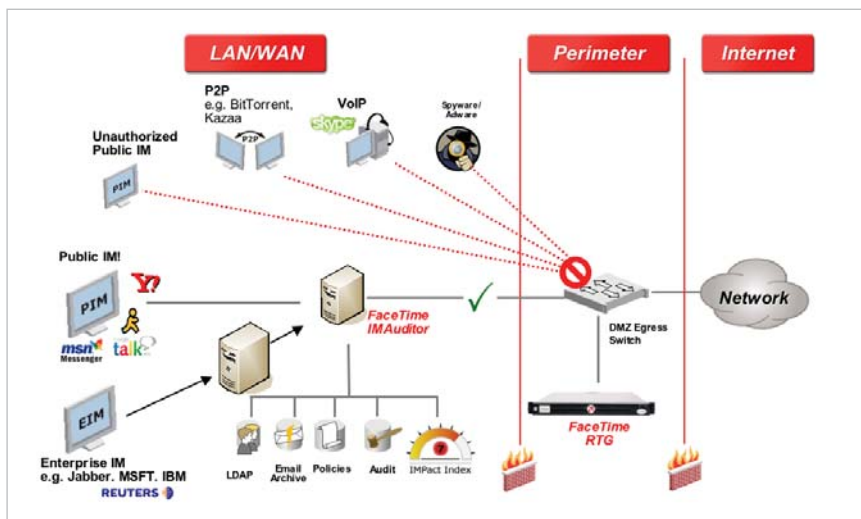 LAN/WAN
Perimeter
Internet
P2P
e.g. BitTorrent,
Kazaa
P2P
VoIP
skype
Spyware/
Adware
Unauthorized
Public IM
PIM
Public IM!
PIM
Y!
msn
Messenger
talk
FaceTime
IMAuditor
DMZ Egress
Switch
Network
EIM
Enterprise IM
e.g. Jabber. MSFT. IBM
REUTERS
LDAP
Email
Archive
Policies
Audit
?
IMPact Index
FaceTime
RTG